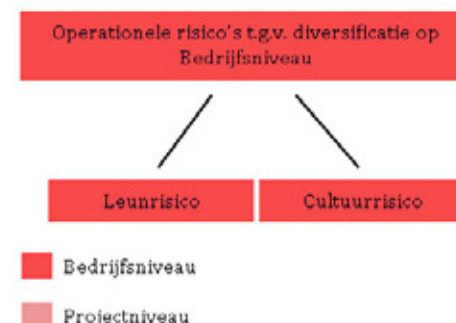 Operationele risico's t.g.v. diversificatie op
Bedrijfsniveau
Leunrisico
Cultuurrisico
Bedrijfsniveau
Projectniveau